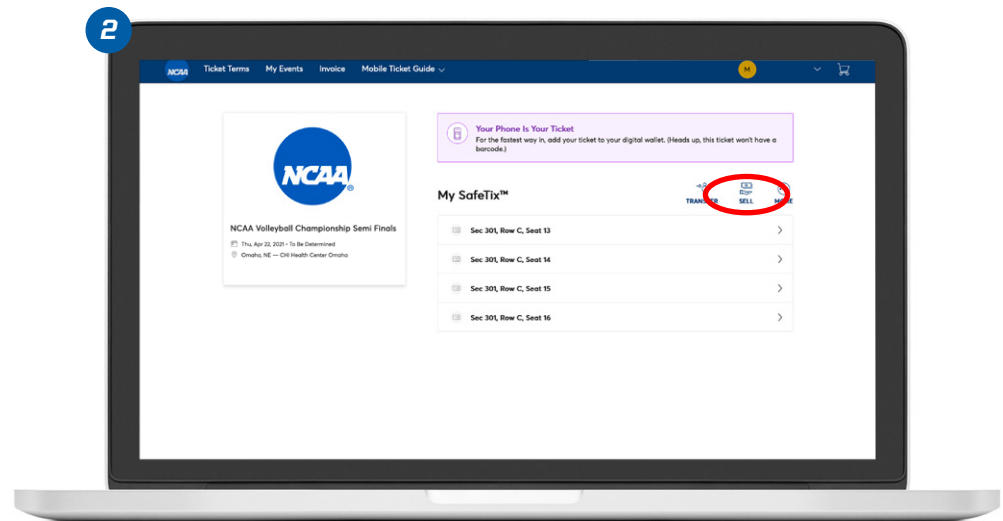 2
NCAA Ticket Terms My Events Invoice Mobile Ticket Guide M
NCAA
NCAA Volleyball Championship Semi Finals
Thu, Apr 22, 2021 • To Be Determined
Omaha, NE — CHI Health Center Omaha
Your Phone Is Your Ticket
For the fastest way in, add your ticket to your digital wallet. (Heads up, this ticket won't have a
barcode.)
My SafeTix™
TRANSFER SELL MORE
Sec 301, Row C, Seat 13
Sec 301, Row C, Seat 14
Sec 301, Row C, Seat 15
Sec 301, Row C, Seat 16